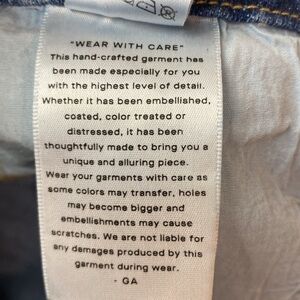 "WEAR WITH CARE"
This hand-crafted garment has
been made especially for you
with the highest level of detail.
Whether it has been embellished,
coated, color treated or
distressed, it has been
thoughtfully made to bring you a
unique and alluring piece.
Wear your garments with care as
some colors may transfer, holes
may become bigger and
embellishments may cause
scratches. We are not liable for
any damages produced by this
garment during wear.
- GA